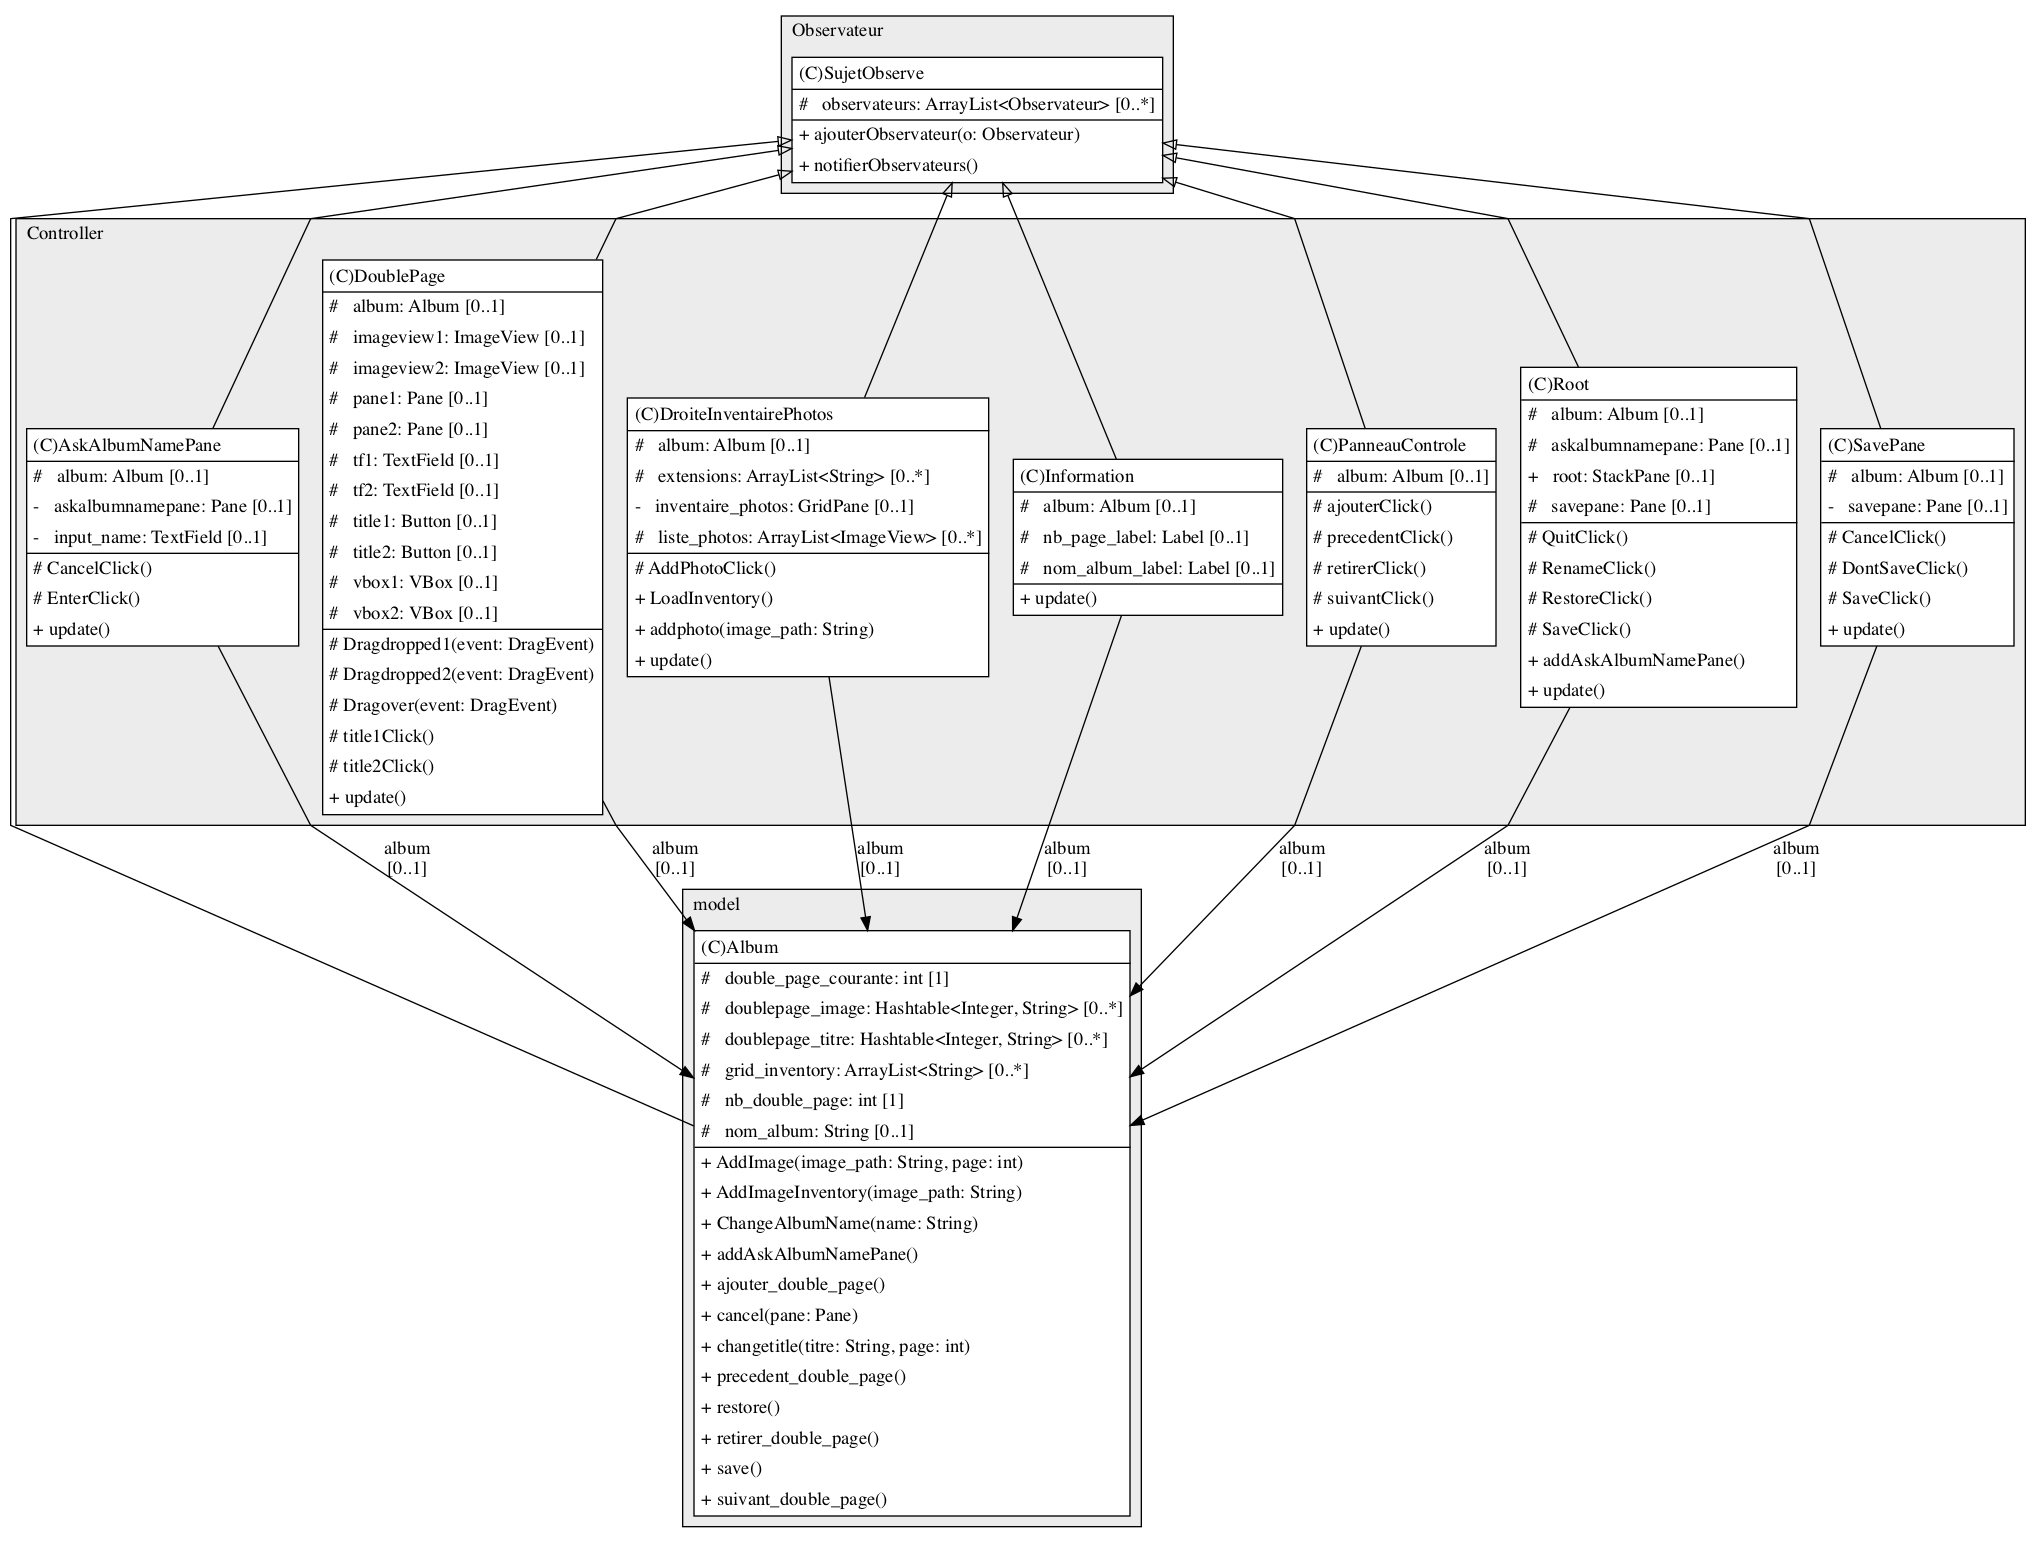 Observateur
(C)SujetObserve
# observateurs: ArrayList<Observateur> [0..*]
+ ajouterObservateur(o: Observateur)
+ notifierObservateurs()
Controller
(C)AskAlbumNamePane
# album: Album [0..1]
- askalbumnamepane: Pane [0..1]
- input_name: TextField [0..1]
# CancelClick()
# EnterClick()
+ update()
(C)DoublePage
# album: Album [0..1]
# imageview1: ImageView [0..1]
# imageview2: ImageView [0..1]
# pane1: Pane [0..1]
# pane2: Pane [0..1]
# tf1: TextField [0..1]
# tf2: TextField [0..1]
# title1: Button [0..1]
# title2: Button [0..1]
# vbox1: VBox [0..1]
# vbox2: VBox [0..1]
# Dragdropped1(event: DragEvent)
# Dragdropped2(event: DragEvent)
# Dragover(event: DragEvent)
# title1Click()
# title2Click()
+ update()
(C)DroiteInventairePhotos
# album: Album [0..1]
# extensions: ArrayList<String> [0..*]
- inventaire_photos: GridPane [0..1]
# liste_photos: ArrayList<ImageView> [0..*]
# AddPhotoClick()
+ LoadInventory()
+ addphoto(image_path: String)
+ update()
(C)Information
# album: Album [0..1]
# nb_page_label: Label [0..1]
# nom_album_label: Label [0..1]
+ update()
(C)PanneauControle
# album: Album [0..1]
# ajouterClick()
# precedentClick()
# retirerClick()
# suivantClick()
+ update()
(C)Root
# album: Album [0..1]
# askalbumnamepane: Pane [0..1]
+ root: StackPane [0..1]
# savepane: Pane [0..1]
# QuitClick()
# RenameClick()
# RestoreClick()
# SaveClick()
+ addAskAlbumNamePane()
+ update()
(C)SavePane
# album: Album [0..1]
- savepane: Pane [0..1]
# CancelClick()
# DontSaveClick()
# SaveClick()
+ update()
album
[0..1]
album
[0..1]
album
[0..1]
album
[0..1]
album
[0..1]
album
[0..1]
album
[0..1]
model
(C)Album
# double_page_courante: int [1]
# doublepage_image: Hashtable<Integer, String> [0..*]
# doublepage_titre: Hashtable<Integer, String> [0..*]
# grid_inventory: ArrayList<String> [0..*]
# nb_double_page: int [1]
# nom_album: String [0..1]
+ AddImage(image_path: String, page: int)
+ AddImageInventory(image_path: String)
+ ChangeAlbumName(name: String)
+ addAskAlbumNamePane()
+ ajouter_double_page()
+ cancel(pane: Pane)
+ changetitle(titre: String, page: int)
+ precedent_double_page()
+ restore()
+ retirer_double_page()
+ save()
+ suivant_double_page()